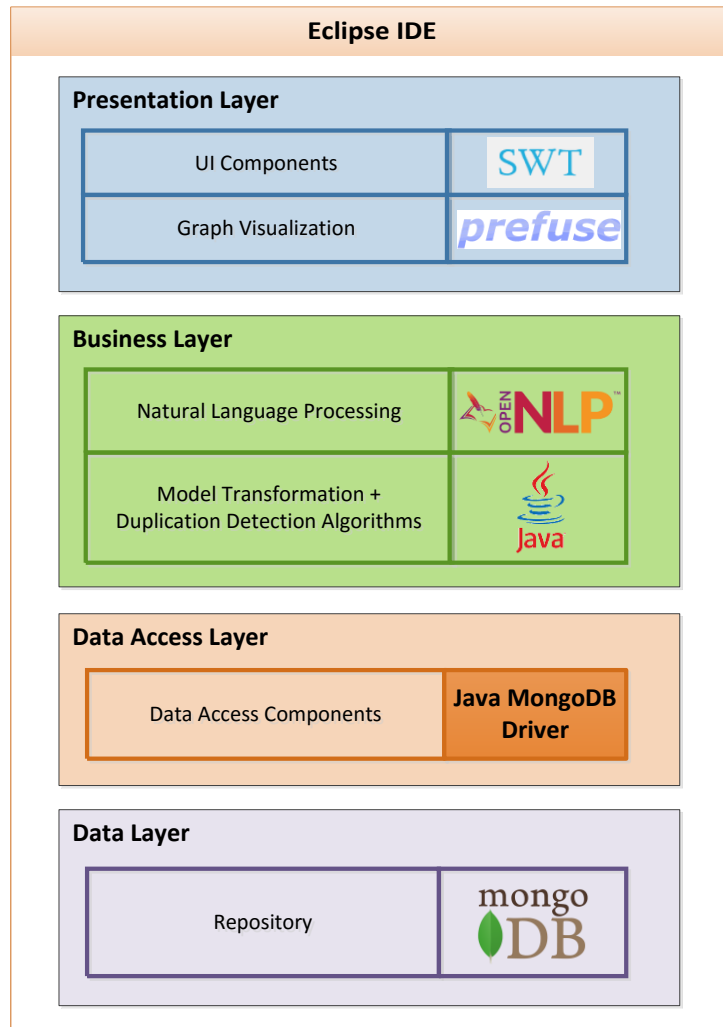 Eclipse IDE
Presentation Layer
UI Components
SWT
Graph Visualization
prefuse
Business Layer
Natural Language Processing
OPEN NLP™
Model Transformation +
Duplication Detection Algorithms
Java
Data Access Layer
Data Access Components
Java MongoDB
Driver
Data Layer
Repository
mongo
DB